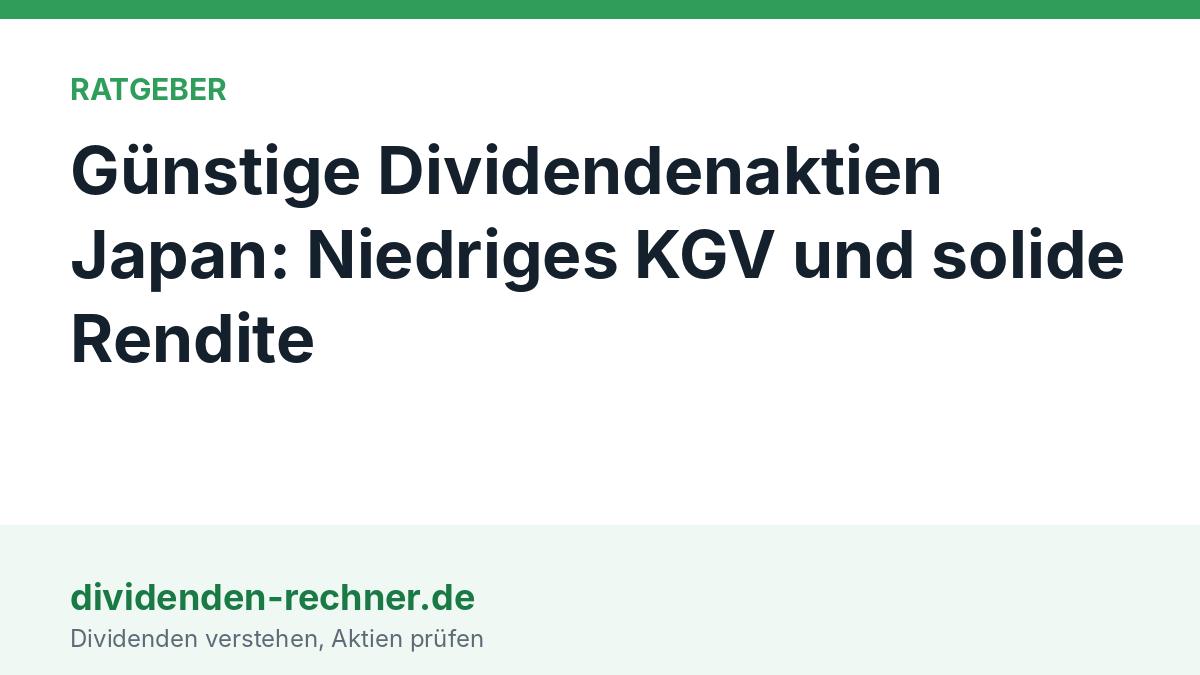 RATGEBER
Günstige Dividendenaktien
Japan: Niedriges KGV und solide
Rendite
dividenden-rechner.de
Dividenden verstehen, Aktien prüfen